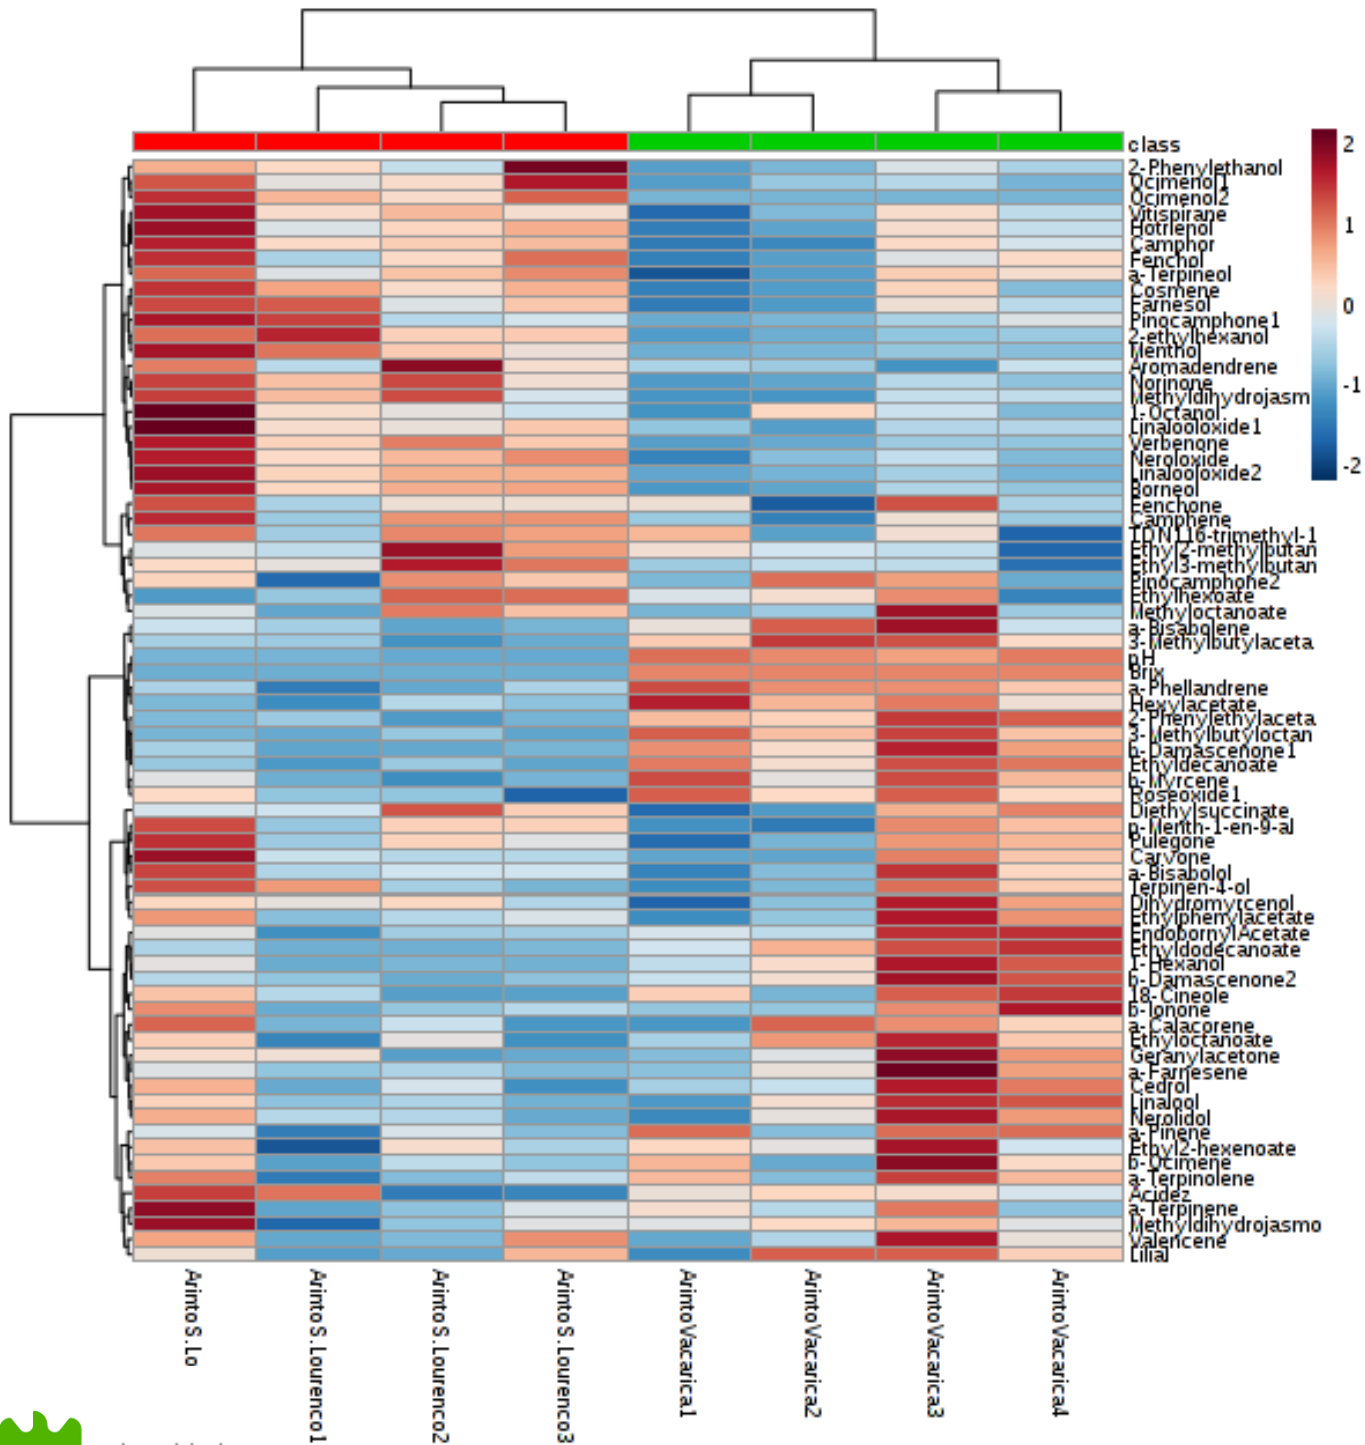 class
2-Phenylethanol
Ocimenol1
Ocimenol2
Vitispirane
Hotrienol
Camphor
Fenchol
a-Terpineol
Cosmene
Farnesol
Pinocamphone1
2-ethylhexanol
Menthol
Aromadendrene
Norinone
Methyldihydrojasm
1-Octanol
Linalooloxide1
Verbenone
Neroloxide
Linalooloxide2
Borneol
Fenchone
Camphene
TDN116-trimethyl-1
Ethyl2-methylbutan
Ethyl3-methylbutan
Pinocamphone2
Ethylhexoate
Methyloctanoate
a-Bisabolene
3-Methylbutylaceta
pH
Brix
a-Phellandrene
Hexylacetate
2-Phenylethylaceta
3-Methylbutyloctan
b-Damascenone1
Ethyldecanoate
b-Myrcene
Roseoxide1
Diethylsuccinate
p-Menth-1-en-9-al
Pulegone
Carvone
a-Bisabolol
Terpinen-4-ol
Dihydromyrcenol
Ethylphenylacetate
EndobornylAcetate
Ethyldodecanoate
1-Hexanol
b-Damascenone2
18-Cineole
b-Ionone
a-Calacorene
Ethyloctanoate
Geranylacetone
a-Farnesene
Cedrol
Linalool
Nerolidol
a-Pinene
Ethyl2-hexenoate
b-Ocimene
a-Terpinolene
Acidez
a-Terpinene
Methyldihydrojasmo
Valencene
Lilial
2
1
0
-1
-2
ArintoS.Lo
ArintoS.Lourenco1
ArintoS.Lourenco2
ArintoS.Lourenco3
ArintoVacarica1
ArintoVacarica2
ArintoVacarica3
ArintoVacarica4